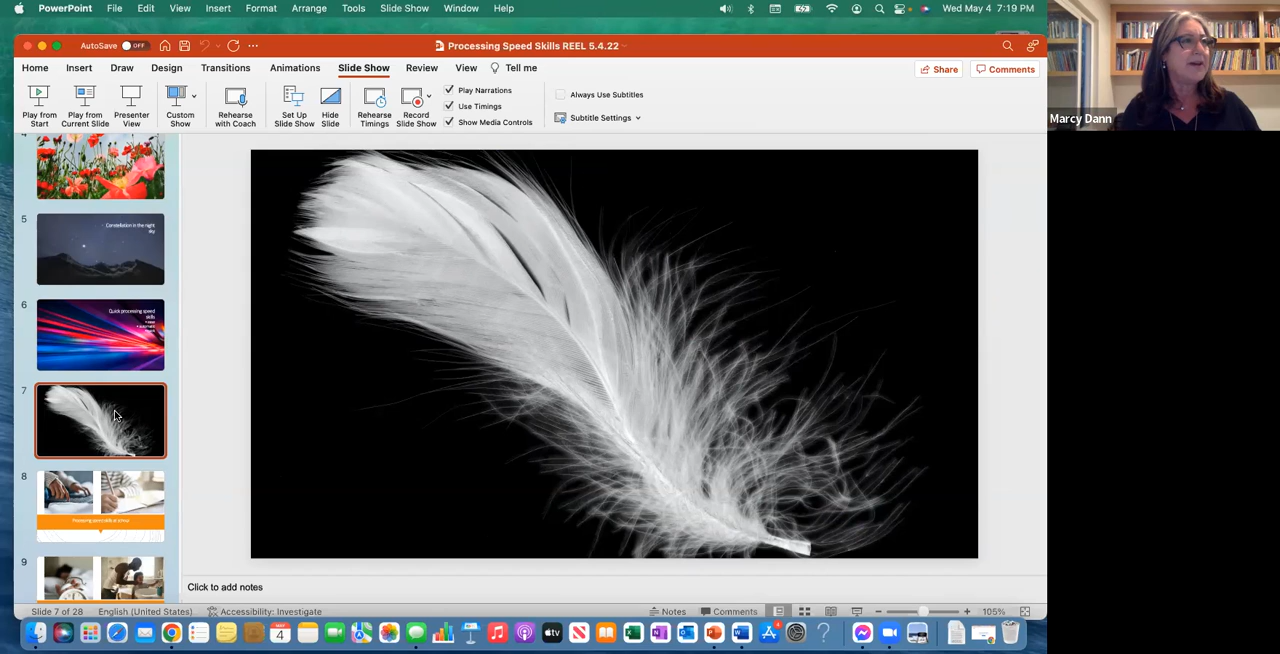 PowerPoint File Edit View Insert Format Arrange Tools Slide Show Window Help Wed May 4 7:19 PM
AutoSave OFF Processing Speed Skills REEL 5.4.22
Home Insert Draw Design Transitions Animations Slide Show Review View Tell me Share Comments
Play from Start
Play from Current Slide
Presenter View
Custom Show
Rehearse with Coach
Set Up Slide Show
Hide Slide
Rehearse Timings
Record Slide Show
Play Narrations
Use Timings
Show Media Controls
Always Use Subtitles
Subtitle Settings
Marcy Dann
4
5
Constellation in the night
sky
6
Quick processing speed
skills
7
8
Processing speed skills at school
9
Click to add notes
Slide 7 of 28 English (United States) Accessibility: Investigate Notes Comments 105%
MAY
4
tv